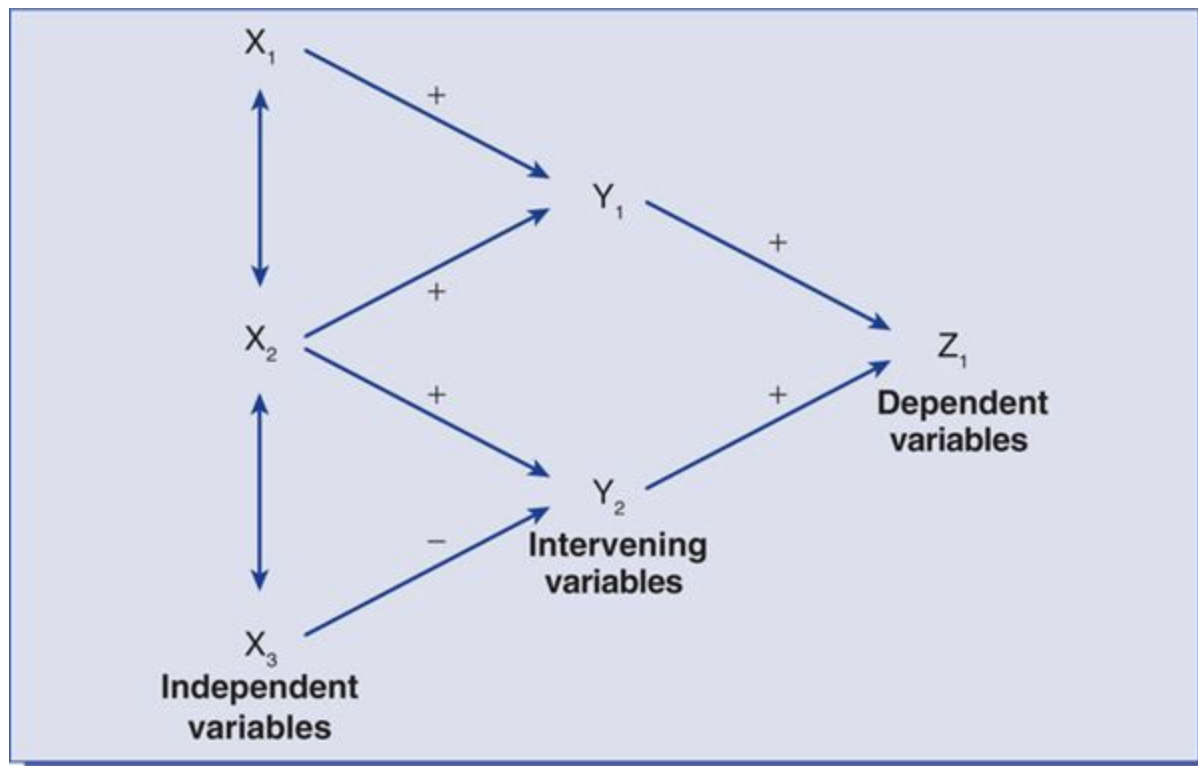 X₁
+
Y₁
+
+
X₂
Z₁
+
+
Dependent
variables
Y₂
−
Intervening
variables
X₃
Independent
variables